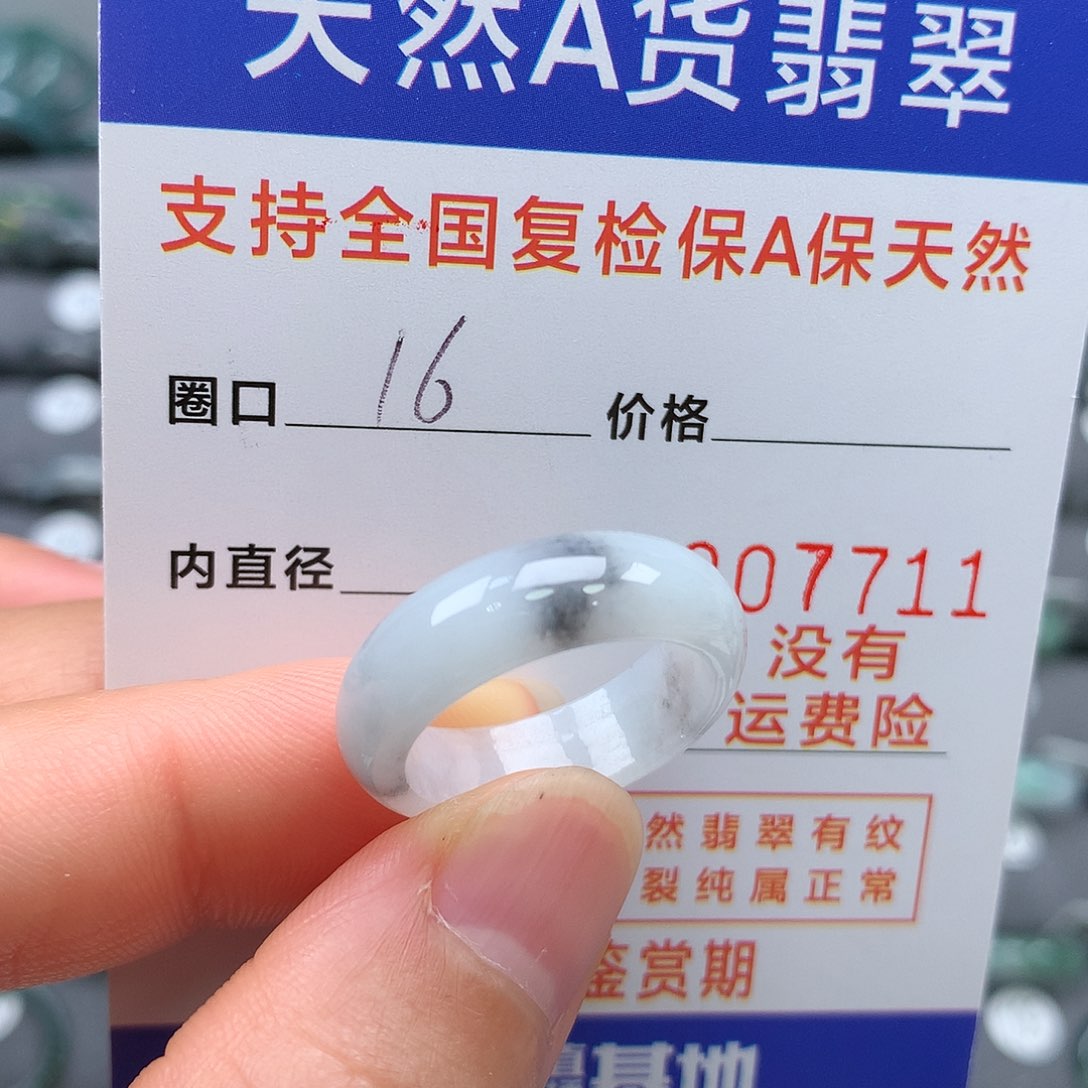 天然A货翡翠
支持全国复检保A保天然
圈口 16 价格
内直径
07711
没有
运费险
然翡翠有纹
裂纯属正常
鉴赏期
基地